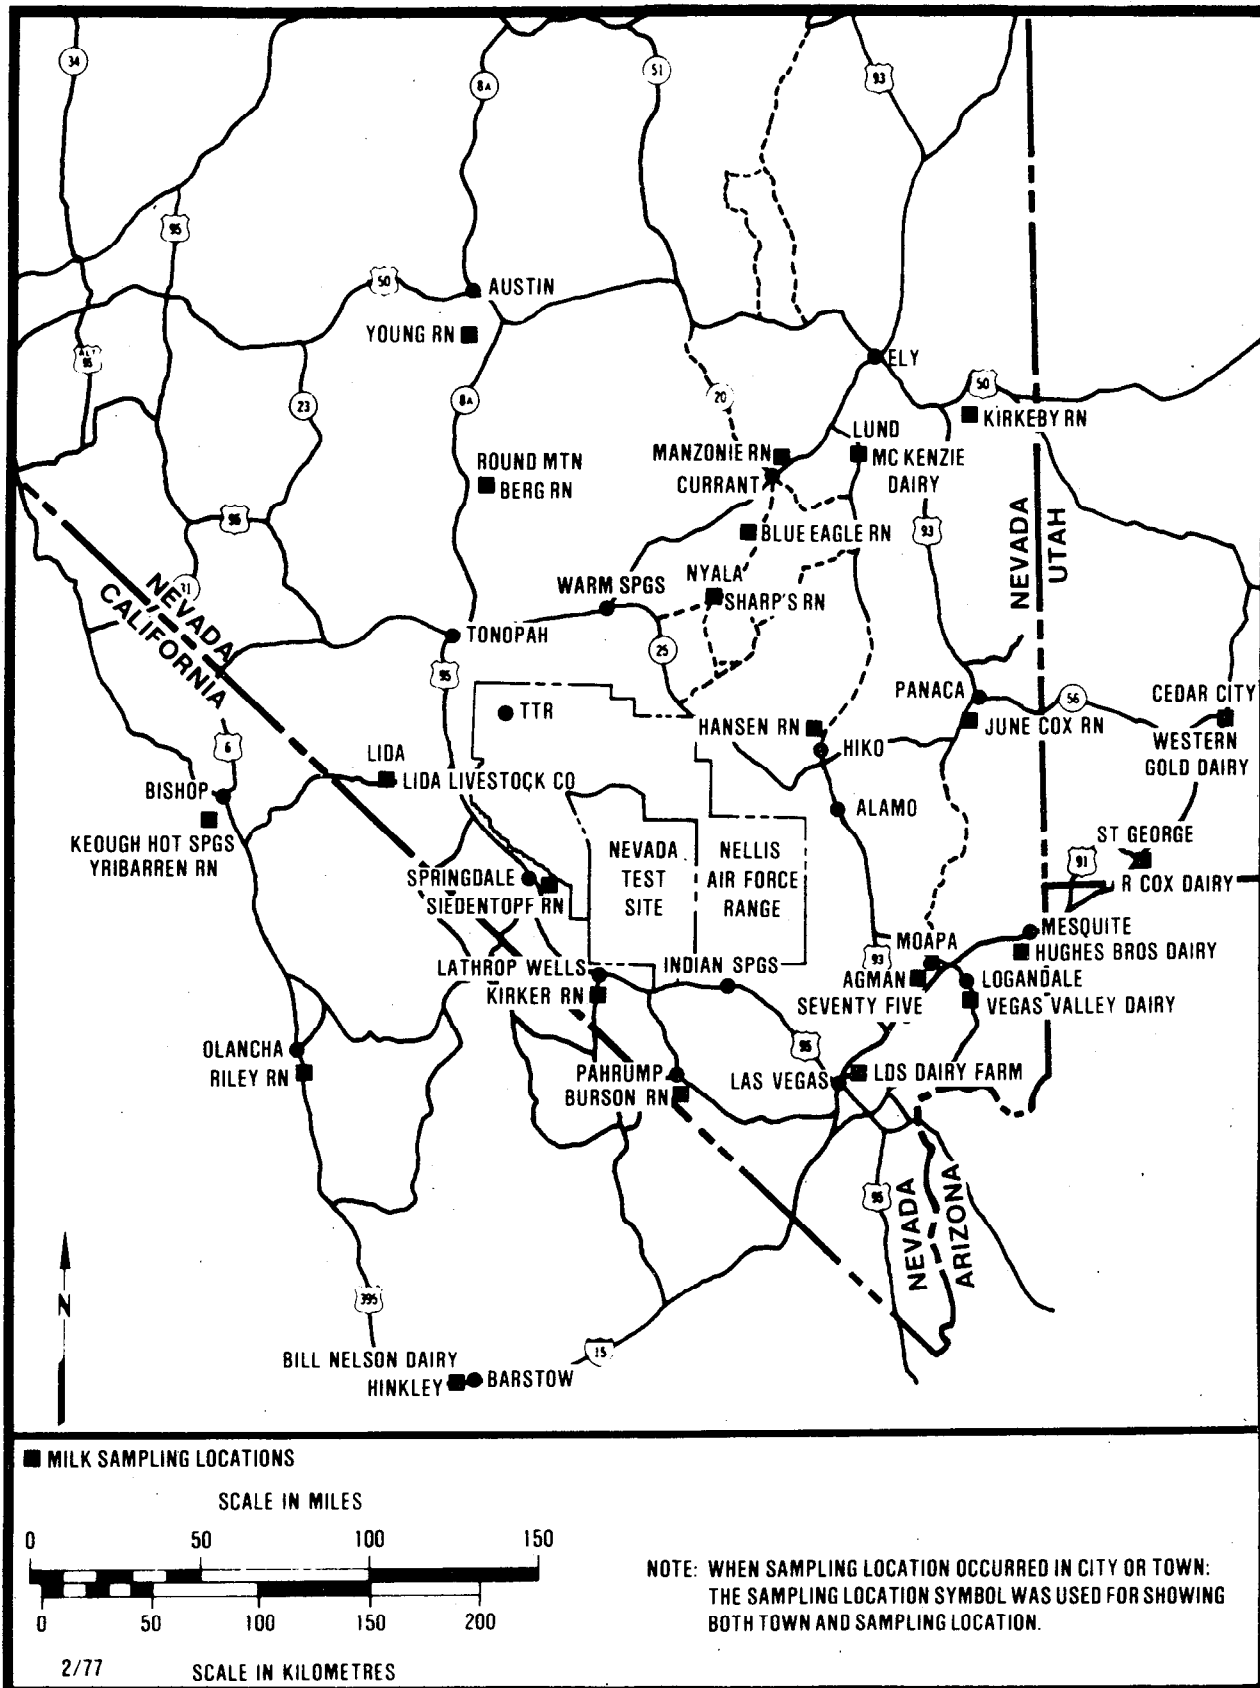 34
8A
51
93
95
50
AUSTIN
YOUNG RN
ALT
95
ELY
23
8A
20
50
KIRKEBY RN
LUND
MANZONIE RN
MC KENZIE
DAIRY
CURRANT
ROUND MTN
BERG RN
95
93
BLUE EAGLE RN
NEVADA
UTAH
NYALA
SHARP'S RN
WARM SPGS
31
NEVADA
CALIFORNIA
TONOPAH
25
95
PANACA
56
CEDAR CITY
TTR
HANSEN RN
JUNE COX RN
WESTERN
GOLD DAIRY
6
HIKO
LIDA
LIDA LIVESTOCK CO
BISHOP
ALAMO
KEOUGH HOT SPGS
YRIBARREN RN
NEVADA
TEST
SITE
NELLIS
AIR FORCE
RANGE
ST GEORGE
91
R COX DAIRY
SPRINGDALE
SIEDENTOPF RN
MESQUITE
HUGHES BROS DAIRY
MOAPA
93
LATHROP WELLS
KIRKER RN
INDIAN SPGS
AGMAN
SEVENTY FIVE
LOGANDALE
VEGAS VALLEY DAIRY
OLANCHA
RILEY RN
95
PAHRUMP
BURSON RN
LAS VEGAS
LDS DAIRY FARM
95
NEVADA
ARIZONA
N
395
15
BILL NELSON DAIRY
HINKLEY
BARSTOW
MILK SAMPLING LOCATIONS
SCALE IN MILES
0 50 100 150
0 50 100 150 200
SCALE IN KILOMETRES
2/77
NOTE: WHEN SAMPLING LOCATION OCCURRED IN CITY OR TOWN:
THE SAMPLING LOCATION SYMBOL WAS USED FOR SHOWING
BOTH TOWN AND SAMPLING LOCATION.